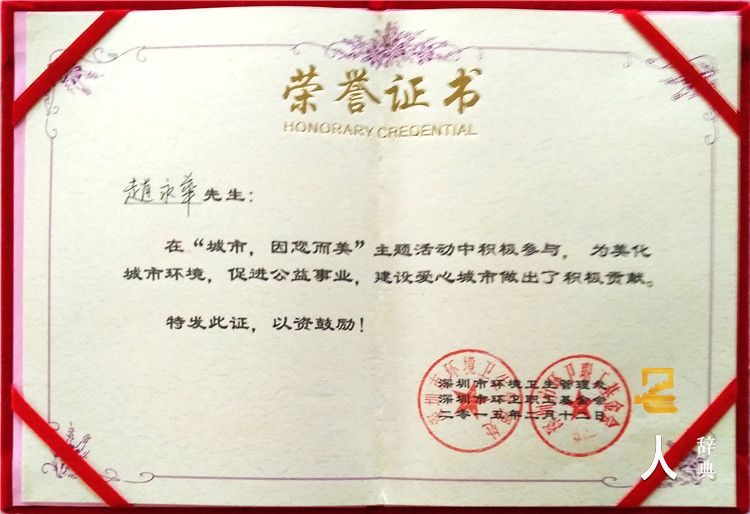 荣誉证书
HONORARY CREDENTIAL
赵永华先生:
在“城市,因您而美”主题活动中积极参与,为美化
城市环境,促进公益事业,建设爱心城市做出了积极贡献。
特发此证,以资鼓励!
深圳市环境卫生管理处
深圳市环卫职工基金会
二零一五年二月十二日
人
辞典